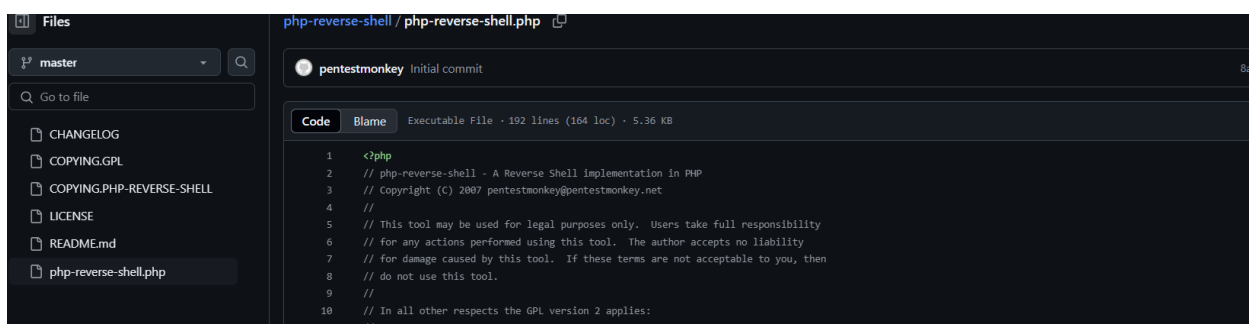 Files
master
Go to file
CHANGELOG
COPYING.GPL
COPYING.PHP-REVERSE-SHELL
LICENSE
README.md
php-reverse-shell.php
php-reverse-shell / php-reverse-shell.php
pentestmonkey Initial commit
8a
Code Blame Executable File · 192 lines (164 loc) · 5.36 KB
1 <?php
2 // php-reverse-shell - A Reverse Shell implementation in PHP
3 // Copyright (C) 2007 pentestmonkey@pentestmonkey.net
4 //
5 // This tool may be used for legal purposes only.  Users take full responsibility
6 // for any actions performed using this tool.  The author accepts no liability
7 // for damage caused by this tool.  If these terms are not acceptable to you, then
8 // do not use this tool.
9 //
10 // In all other respects the GPL version 2 applies: